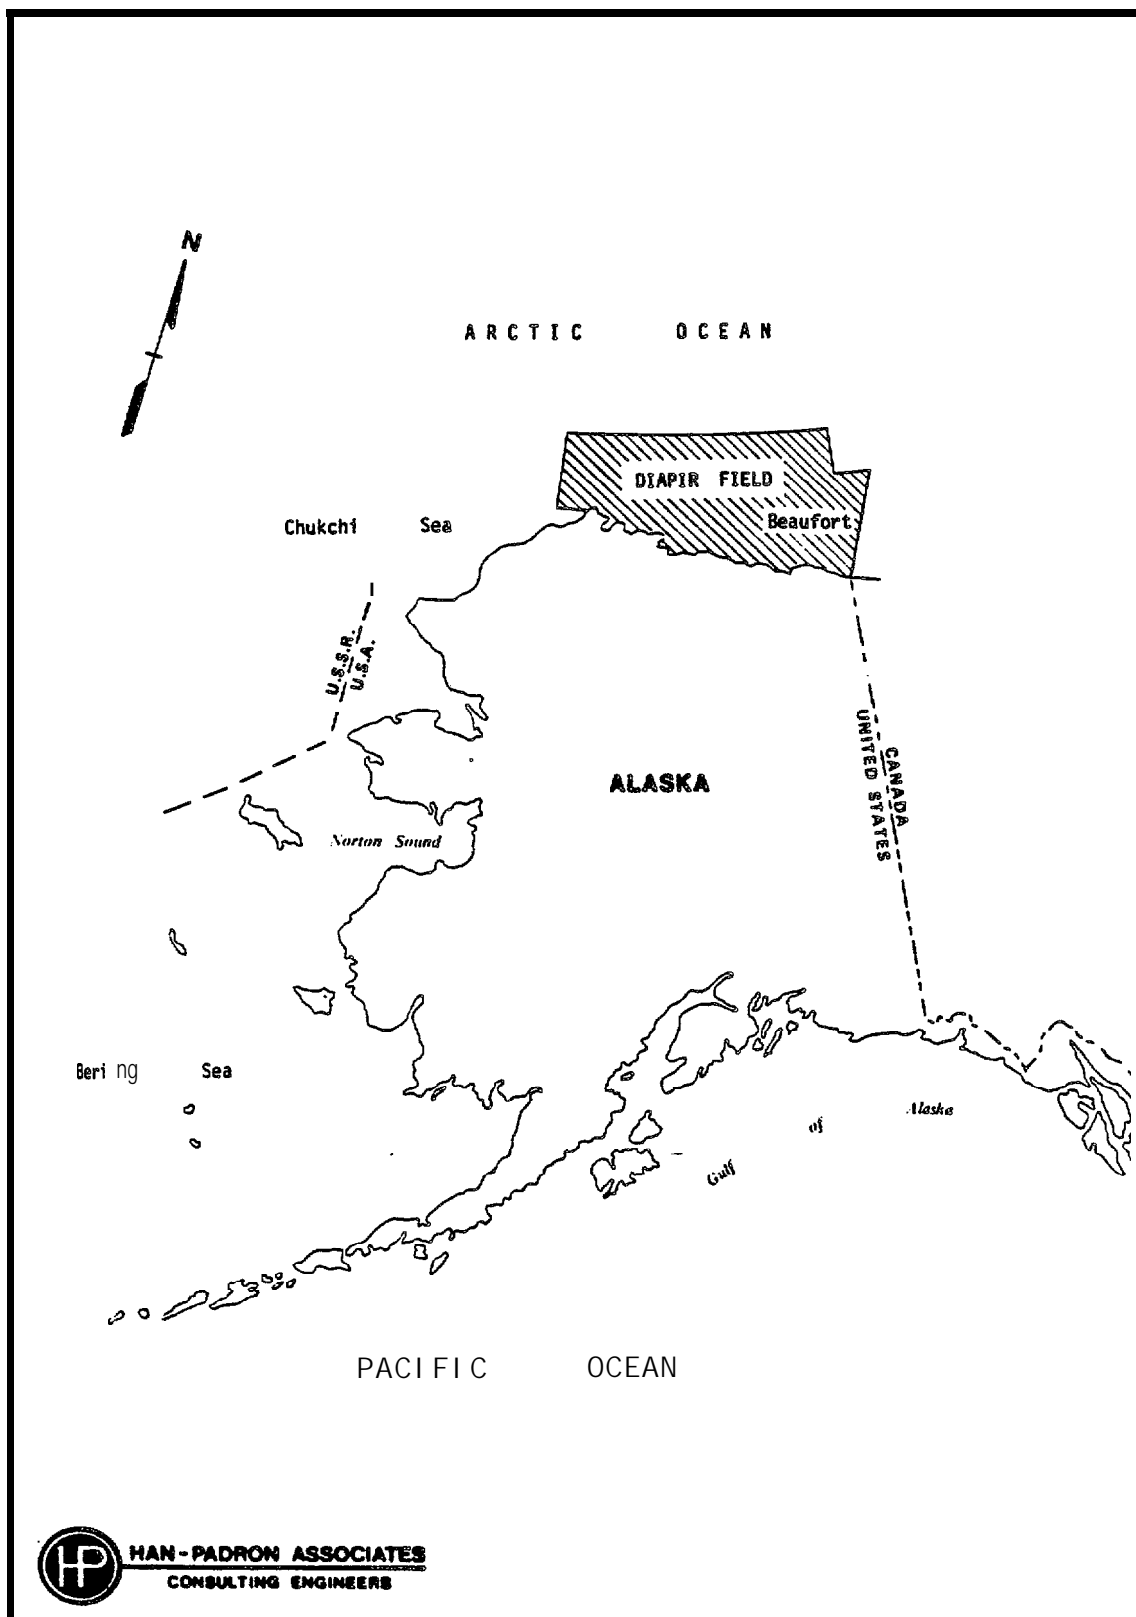 N
ARCTIC OCEAN
DIAPIR FIELD
Beaufort
Chukchi Sea
U.S.S.R.
U.S.A.
CANADA
UNITED STATES
ALASKA
Norton Sound
Bering Sea
Gulf of Alaska
PACIFIC OCEAN
HP
HAN-PADRON ASSOCIATES
CONSULTING ENGINEERS